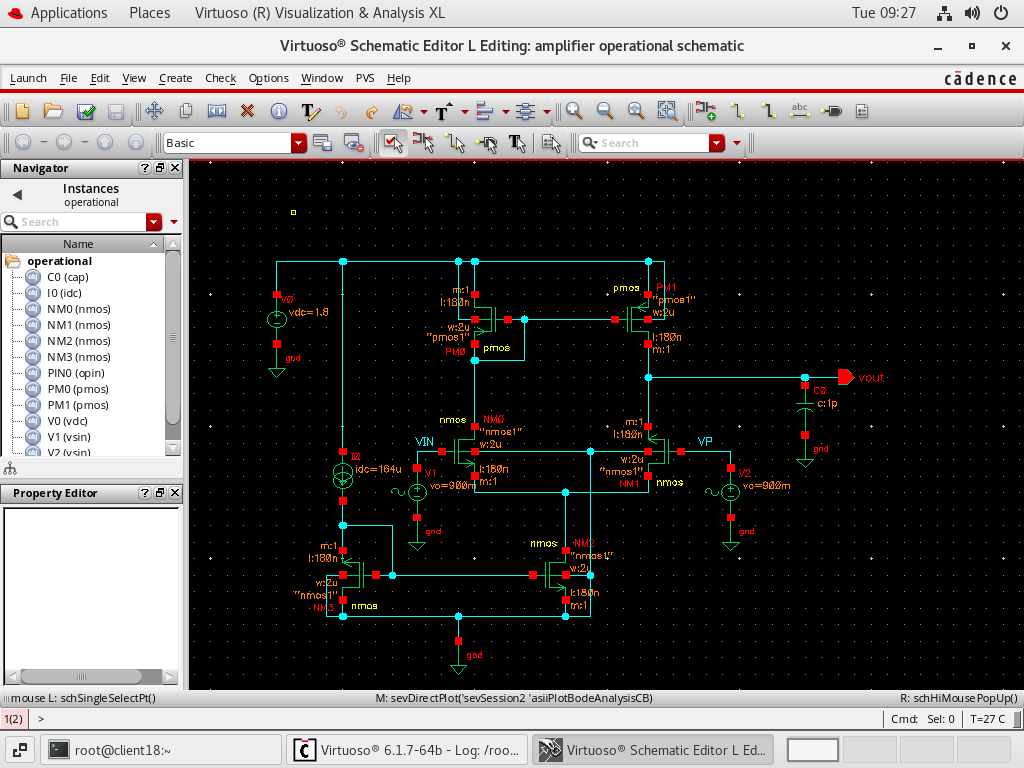 Applications Places Virtuoso (R) Visualization & Analysis XL Tue 09:27
Virtuoso® Schematic Editor L Editing: amplifier operational schematic
Launch File Edit View Create Check Options Window PVS Help cādence
abc
Basic Search
Navigator
Instances
operational
Search
Name
operational
C0 (cap)
I0 (idc)
NM0 (nmos)
NM1 (nmos)
NM2 (nmos)
NM3 (nmos)
PIN0 (opin)
PM0 (pmos)
PM1 (pmos)
V0 (vdc)
V1 (vsin)
V2 (vsin)
Property Editor
V0
vdc=1.8
gnd
m:1
l:180n
w:2u
"pmos1"
PM0
pmos
pmos
PM1
"pmos1"
w:2u
l:180n
m:1
vout
C0
c:1p
gnd
nmos
NM0
"nmos1"
w:2u
l:180n
m:1
VIN
V1
vo=900m
gnd
m:1
l:180n
w:2u
"nmos1"
NM1
nmos
VP
V2
vo=900m
gnd
I0
idc=164u
m:1
l:180n
w:2u
"nmos1"
NM3
nmos
nmos
NM2
"nmos1"
w:2u
l:180n
m:1
gnd
mouse L: schSingleSelectPt() M: sevDirectPlot('sevSession2 'asiiPlotBodeAnalysisCB) R: schHiMousePopUp()
1(2) > Cmd: Sel: 0 T=27 C
root@client18:~ Virtuoso® 6.1.7-64b - Log: /roo... Virtuoso® Schematic Editor L Ed...